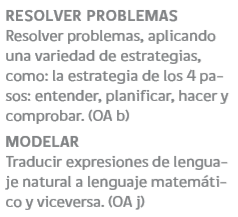 RESOLVER PROBLEMAS
Resolver problemas, aplicando
una variedad de estrategias,
como: la estrategia de los 4 pa-
sos: entender, planificar, hacer y
comprobar. (OA b)
MODELAR
Traducir expresiones de lengua-
je natural a lenguaje matemáti-
co y viceversa. (OA j)